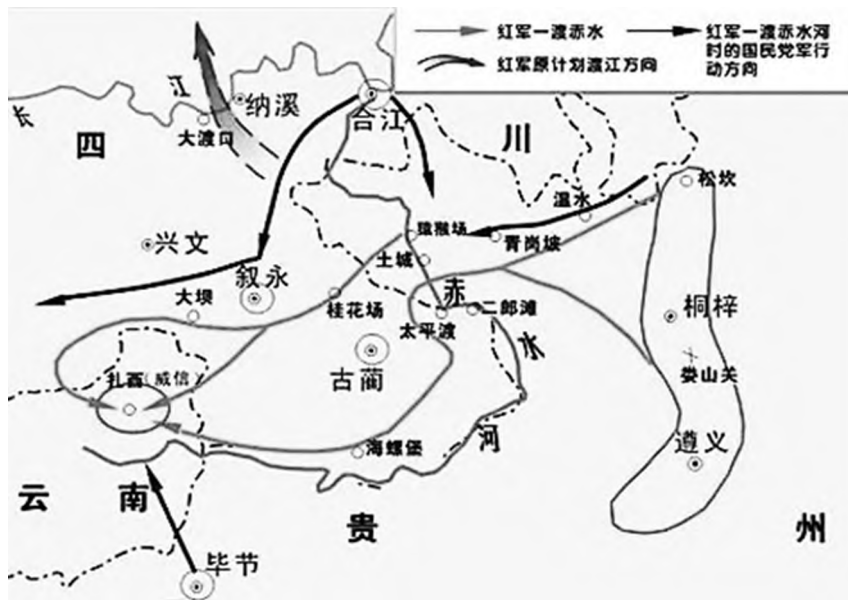 红军一渡赤水
红军原计划渡江方向
红军一渡赤水河
时的国民党军行
动方向
长
江
纳溪
大渡口
合江
四
川
松坎
温水
猿猴场
青岗坡
土城
兴文
叙永
赤
大坝
桂花场
太平渡
二郎滩
桐梓
水
古蔺
娄山关
扎西(威信)
海螺堡
河
遵义
云
南
贵
州
毕节